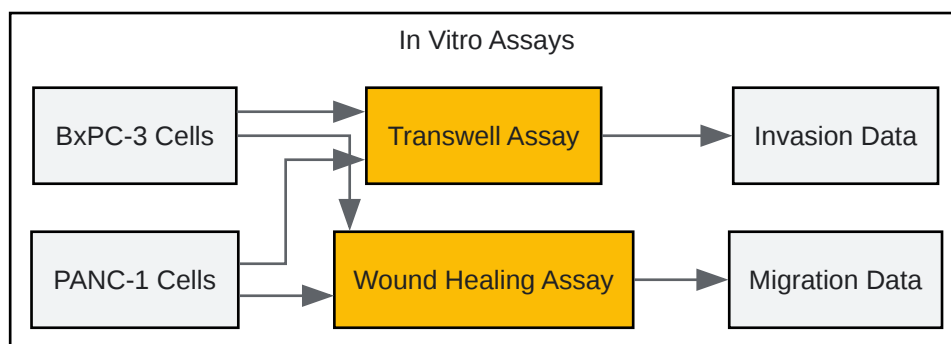 In Vitro Assays
BxPC-3 Cells
Transwell Assay
Invasion Data
PANC-1 Cells
Wound Healing Assay
Migration Data